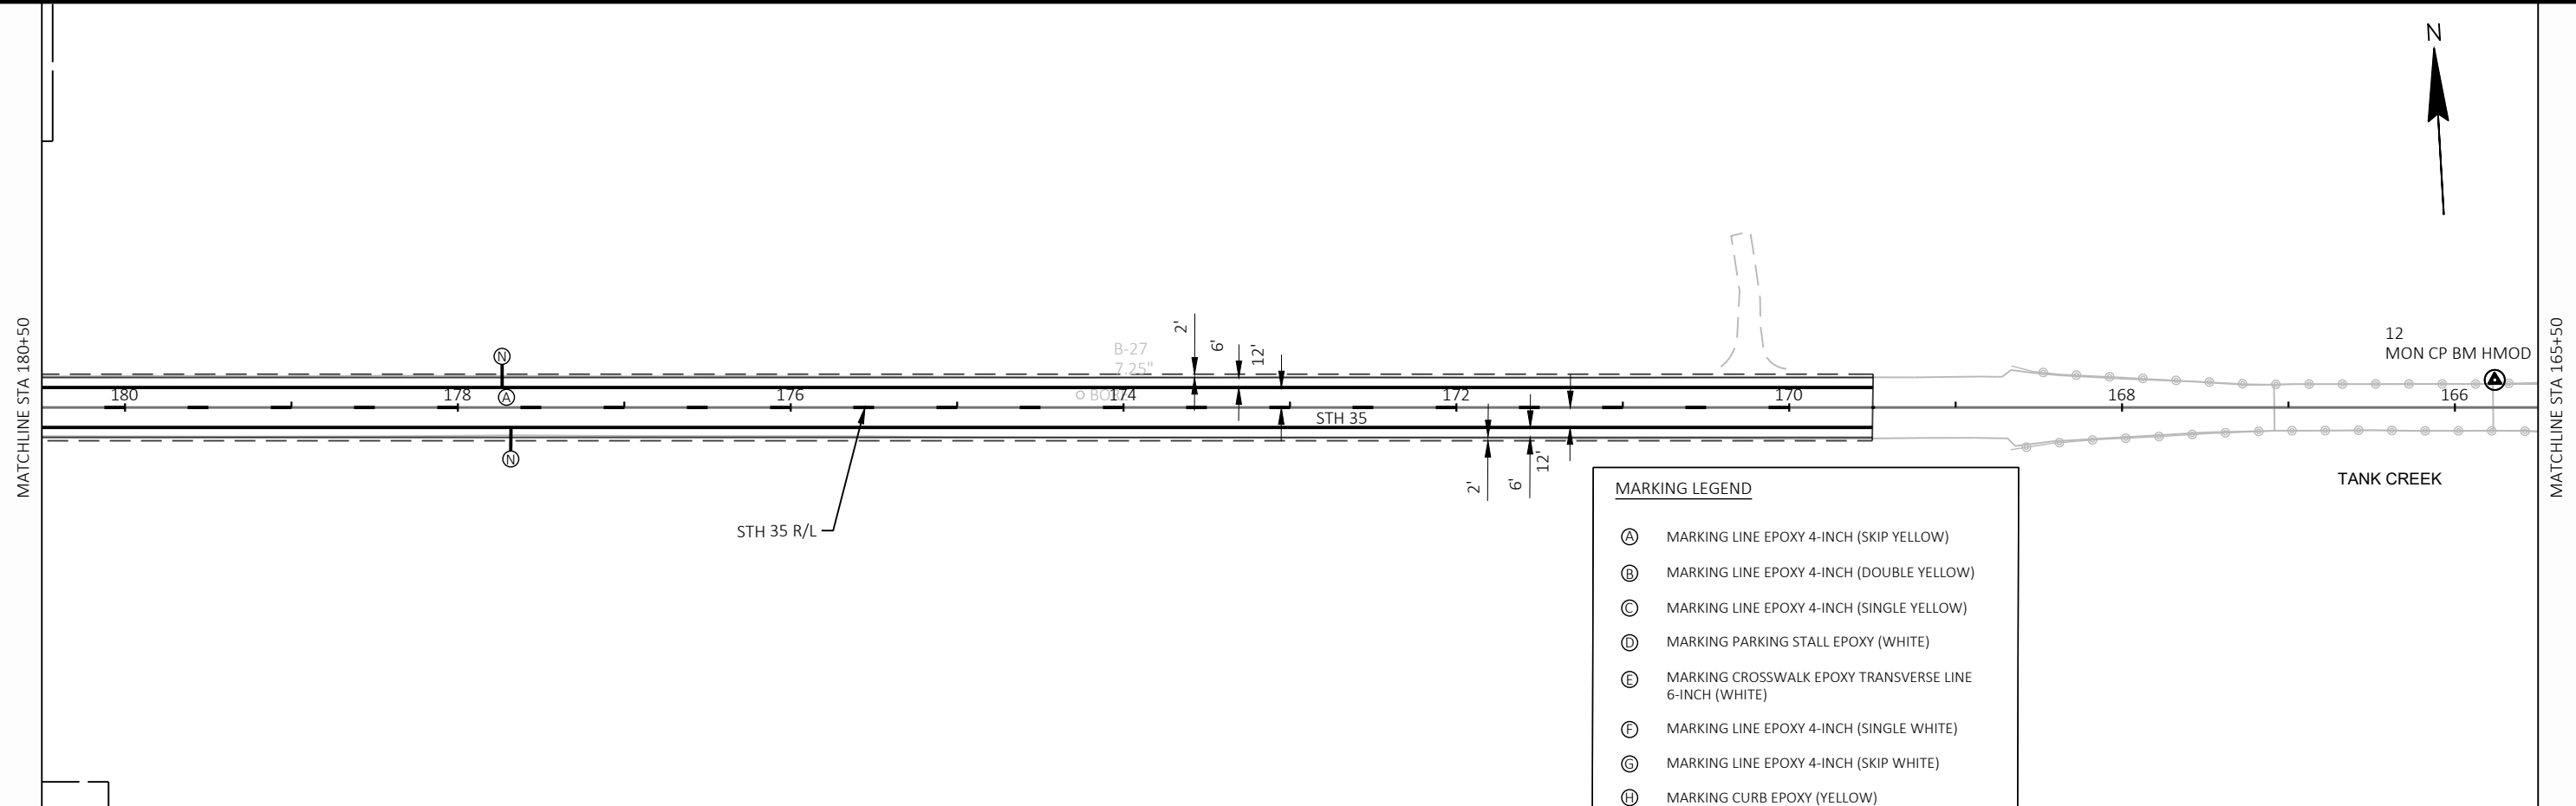 N
MATCHLINE STA 180+50
MATCHLINE STA 165+50
12
MON CP BM HMOD
B-27
7.25"
2'
6'
12'
N
A
180
178
176
174
172
170
168
166
STH 35
N
2'
6'
12'
STH 35 R/L
TANK CREEK
MARKING LEGEND
A MARKING LINE EPOXY 4-INCH (SKIP YELLOW)
B MARKING LINE EPOXY 4-INCH (DOUBLE YELLOW)
C MARKING LINE EPOXY 4-INCH (SINGLE YELLOW)
D MARKING PARKING STALL EPOXY (WHITE)
E MARKING CROSSWALK EPOXY TRANSVERSE LINE
6-INCH (WHITE)
F MARKING LINE EPOXY 4-INCH (SINGLE WHITE)
G MARKING LINE EPOXY 4-INCH (SKIP WHITE)
H MARKING CURB EPOXY (YELLOW)